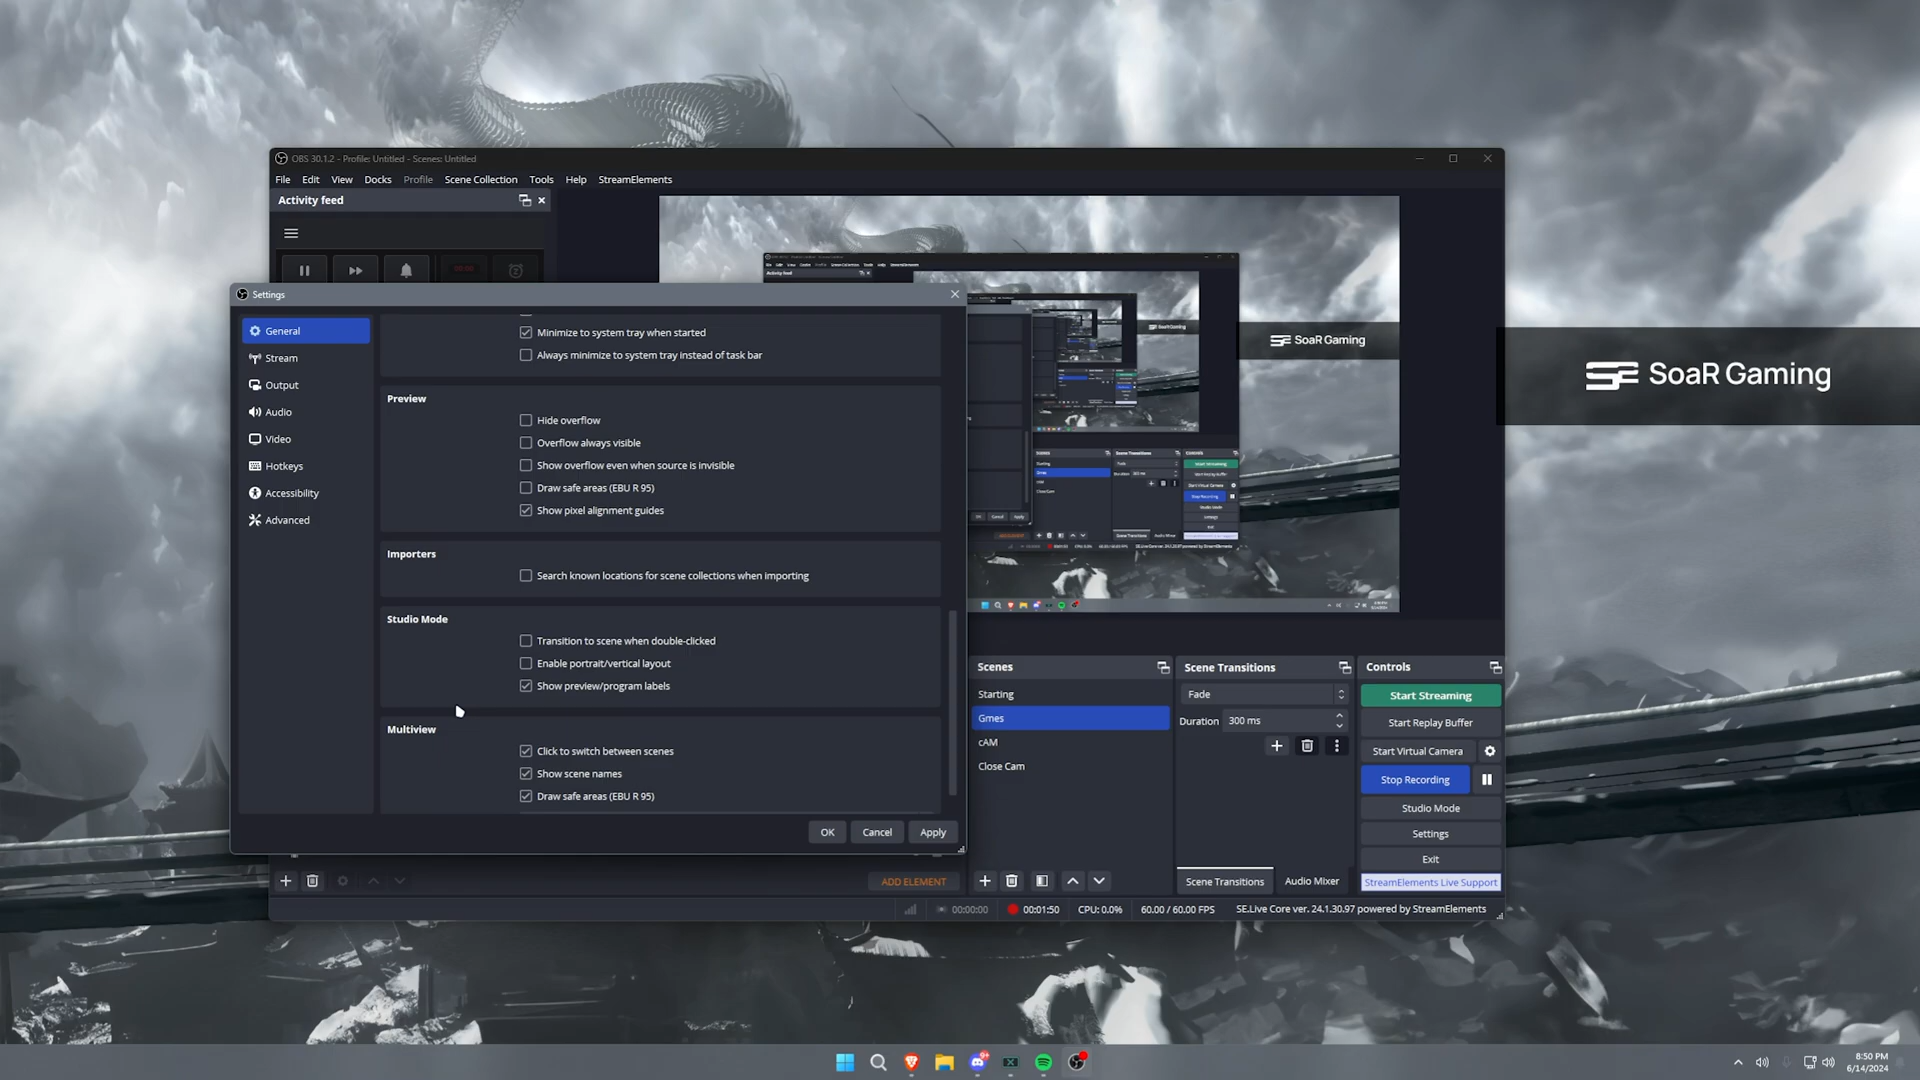 OBS 30.1.2 - Profile: Untitled - Scenes: Untitled
File Edit View Docks Profile Scene Collection Tools Help StreamElements
Activity feed
Settings
General
Stream
Output
Audio
Video
Hotkeys
Accessibility
Advanced
Minimize to system tray when started
Always minimize to system tray instead of task bar
Preview
Hide overflow
Overflow always visible
Show overflow even when source is invisible
Draw safe areas (EBU R 95)
Show pixel alignment guides
Importers
Search known locations for scene collections when importing
Studio Mode
Transition to scene when double-clicked
Enable portrait/vertical layout
Show preview/program labels
Multiview
Click to switch between scenes
Show scene names
Draw safe areas (EBU R 95)
OK Cancel Apply
SoaR Gaming
SoaR Gaming
SoaR Gaming
Scenes
Starting
Gmes
cAM
Close Cam
Scene Transitions
Fade
Duration 300 ms
Scene Transitions Audio Mixer
Controls
Start Streaming
Start Replay Buffer
Start Virtual Camera
Stop Recording
Studio Mode
Settings
Exit
StreamElements Live Support
ADD ELEMENT
00:00:00 00:01:50 CPU: 0.0% 60.00 / 60.00 FPS SE.Live Core ver. 24.1.30.97 powered by StreamElements
8:50 PM
6/14/2024